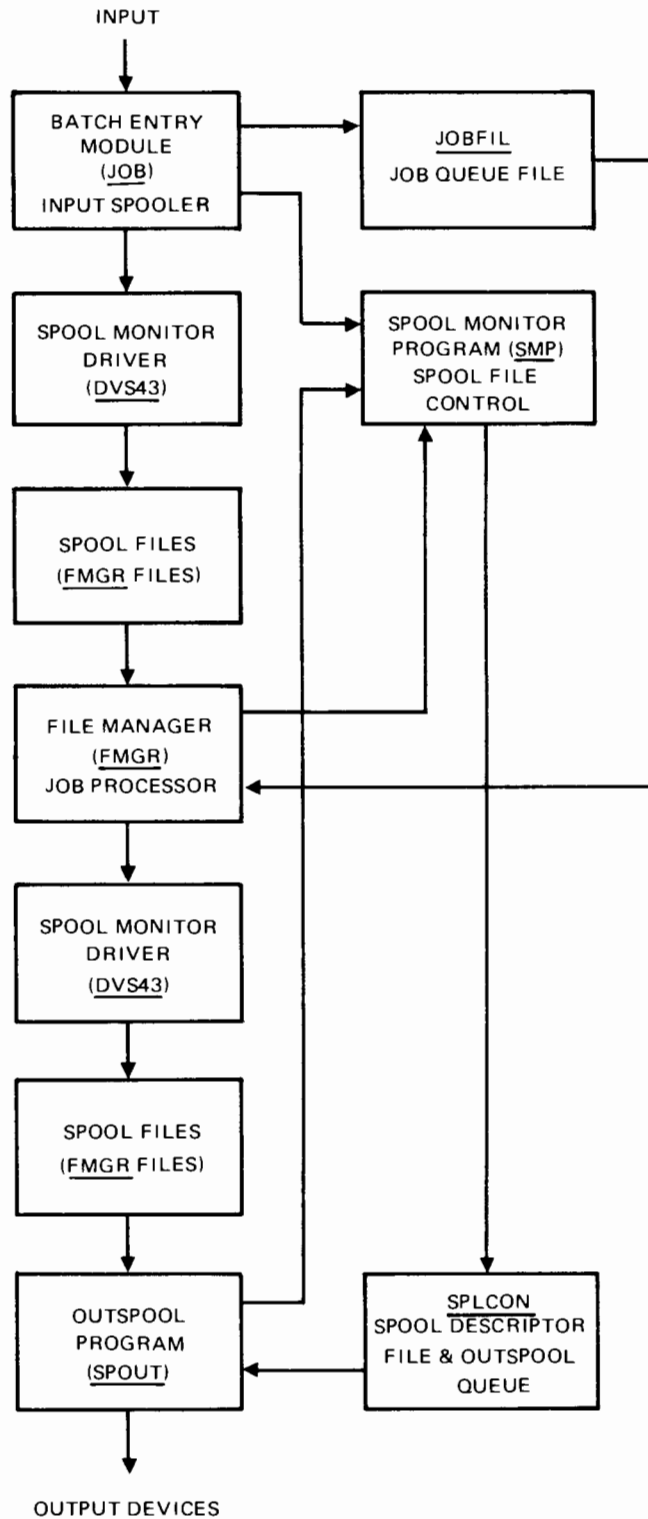 INPUT
BATCH ENTRY
MODULE
(JOB)
INPUT SPOOLER
JOBFIL
JOB QUEUE FILE
SPOOL MONITOR
DRIVER
(DVS43)
SPOOL MONITOR
PROGRAM (SMP)
SPOOL FILE
CONTROL
SPOOL FILES
(FMGR FILES)
FILE MANAGER
(FMGR)
JOB PROCESSOR
SPOOL MONITOR
DRIVER
(DVS43)
SPOOL FILES
(FMGR FILES)
OUTSPOOL
PROGRAM
(SPOUT)
SPLCON
SPOOL DESCRIPTOR
FILE & OUTSPOOL
QUEUE
OUTPUT DEVICES